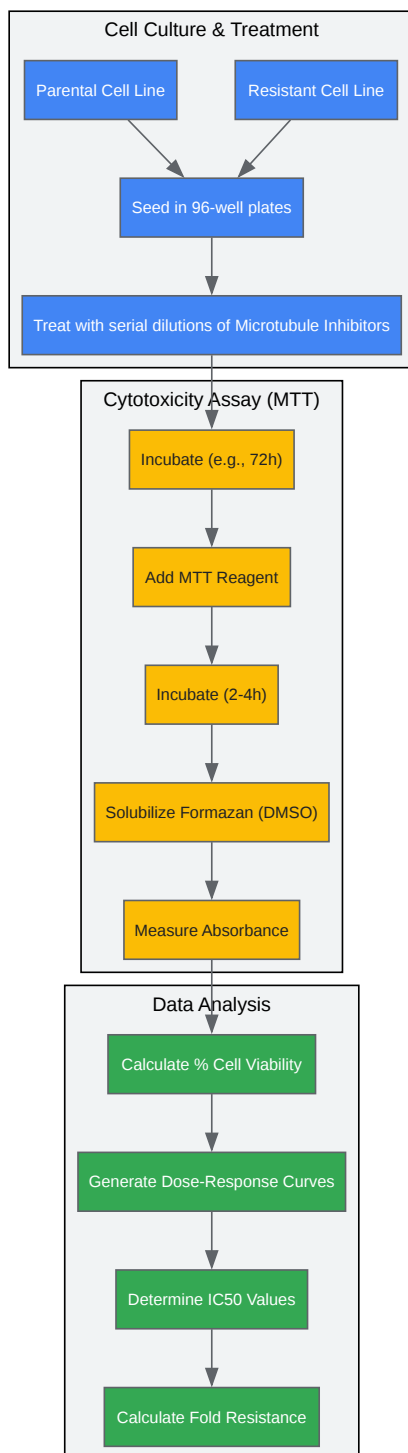 Cell Culture & Treatment
Parental Cell Line
Resistant Cell Line
Seed in 96-well plates
Treat with serial dilutions of Microtubule Inhibitors
Cytotoxicity Assay (MTT)
Incubate (e.g., 72h)
Add MTT Reagent
Incubate (2-4h)
Solubilize Formazan (DMSO)
Measure Absorbance
Data Analysis
Calculate % Cell Viability
Generate Dose-Response Curves
Determine IC50 Values
Calculate Fold Resistance